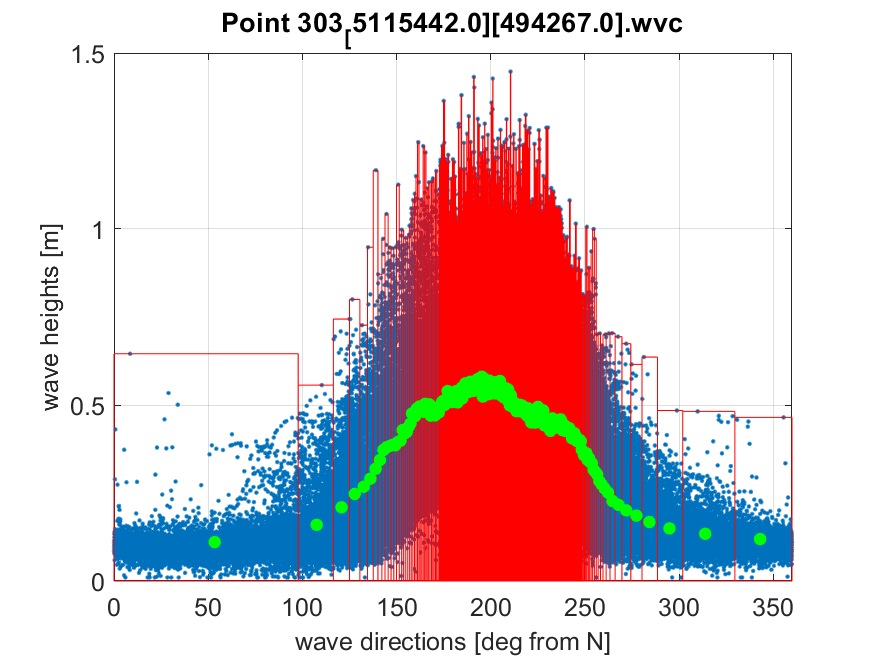 Point 303[5115442.0][494267.0].wvc
1.5
1
0.5
0
wave heights [m]
0 50 100 150 200 250 300 350
wave directions [deg from N]